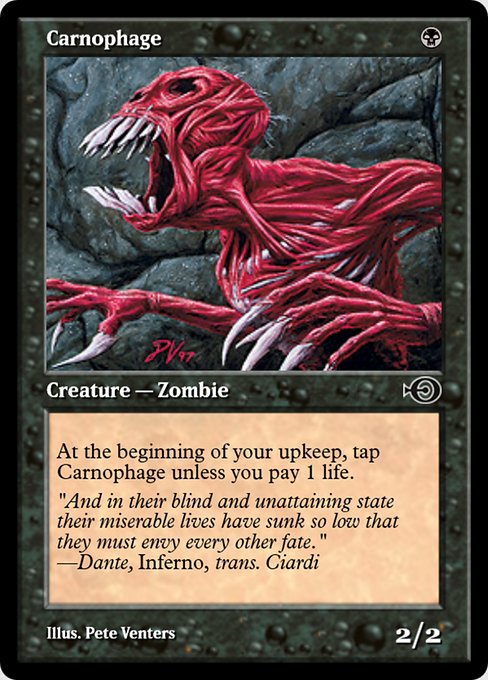 Carnophage
PV97
Creature — Zombie
At the beginning of your upkeep, tap
Carnophage unless you pay 1 life.
"And in their blind and unattaining state
their miserable lives have sunk so low that
they must envy every other fate."
—Dante, Inferno, trans. Ciardi
Illus. Pete Venters
2/2